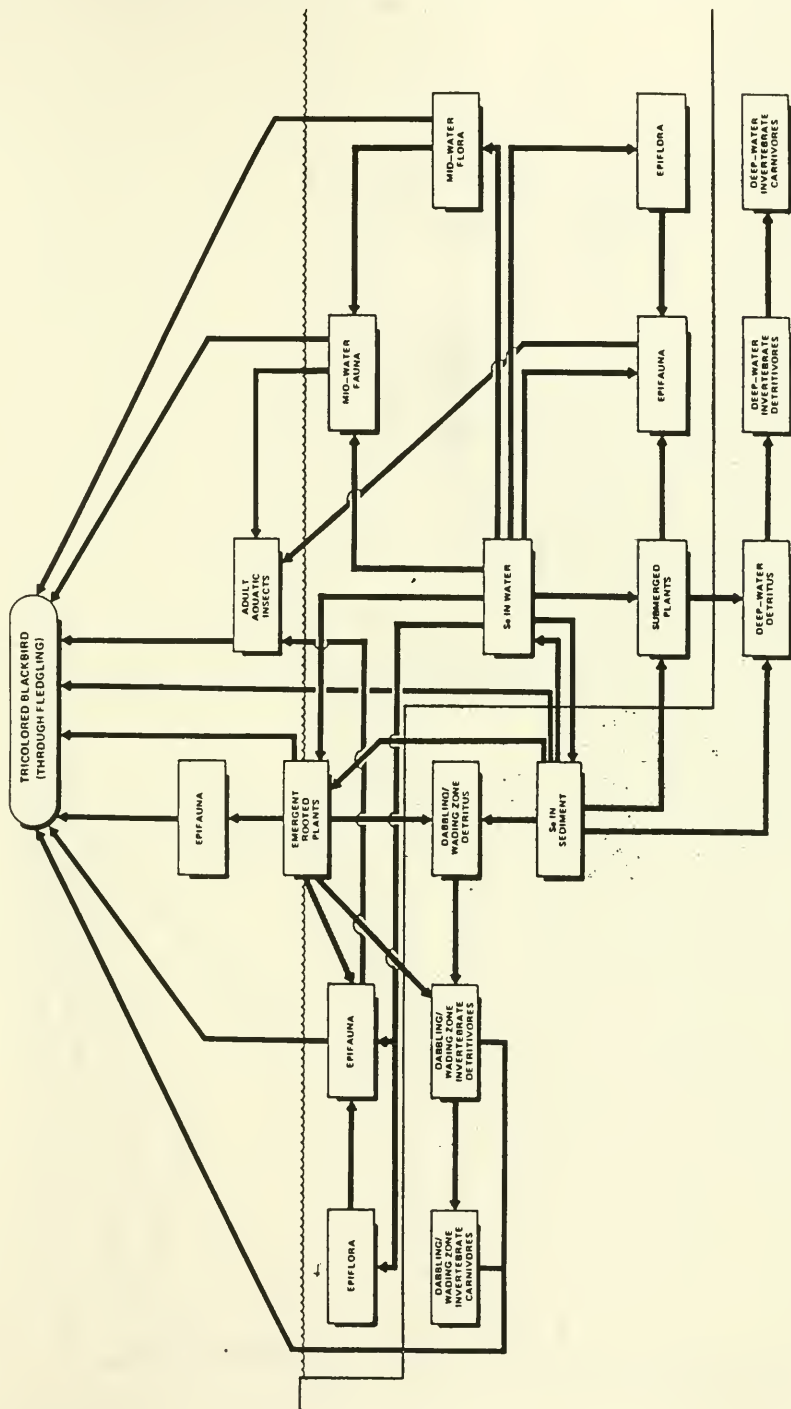 TRICOLORED BLACKBIRD
(THROUGH FLEDGLING)
EPIFAUNA
ADULT
AQUATIC
INSECTS
EMERGENT
ROOTED
PLANTS
EPIFLORA
EPIFAUNA
MID-WATER
FAUNA
DABBLING/
WADING ZONE
INVERTEBRATE
CARNIVORES
DABBLING/
WADING ZONE
INVERTEBRATE
DETRITIVORES
DABBLING/
WADING ZONE
DETRITUS
MID-WATER
FLORA
Se IN WATER
Se IN
SEDIMENT
SUBMERGED
PLANTS
EPIFAUNA
EPIFLORA
DEEP-WATER
DETRITUS
DEEP-WATER
INVERTEBRATE
DETRITIVORES
DEEP-WATER
INVERTEBRATE
CARNIVORES